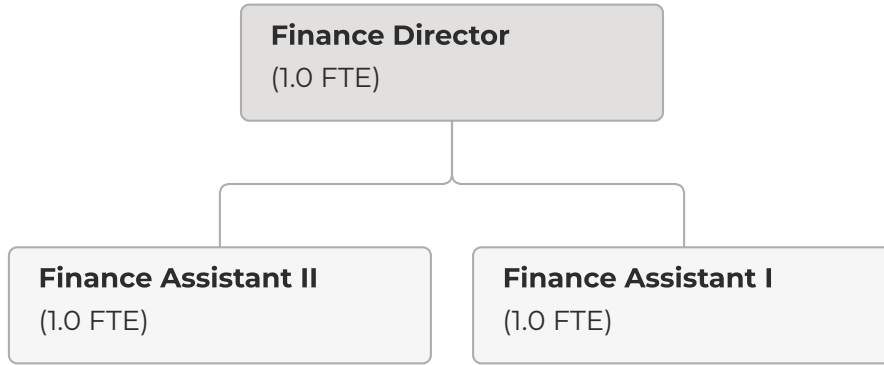 Finance Director
(1.0 FTE)
Finance Assistant II
(1.0 FTE)
Finance Assistant I
(1.0 FTE)